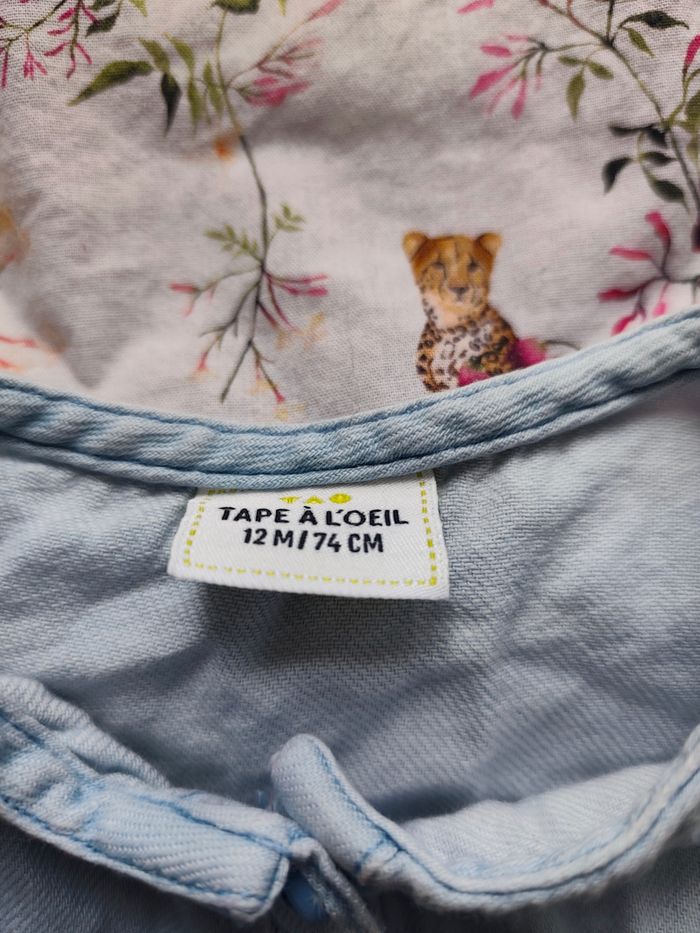 TAO
TAPE À L'OEIL
12 M/74 CM